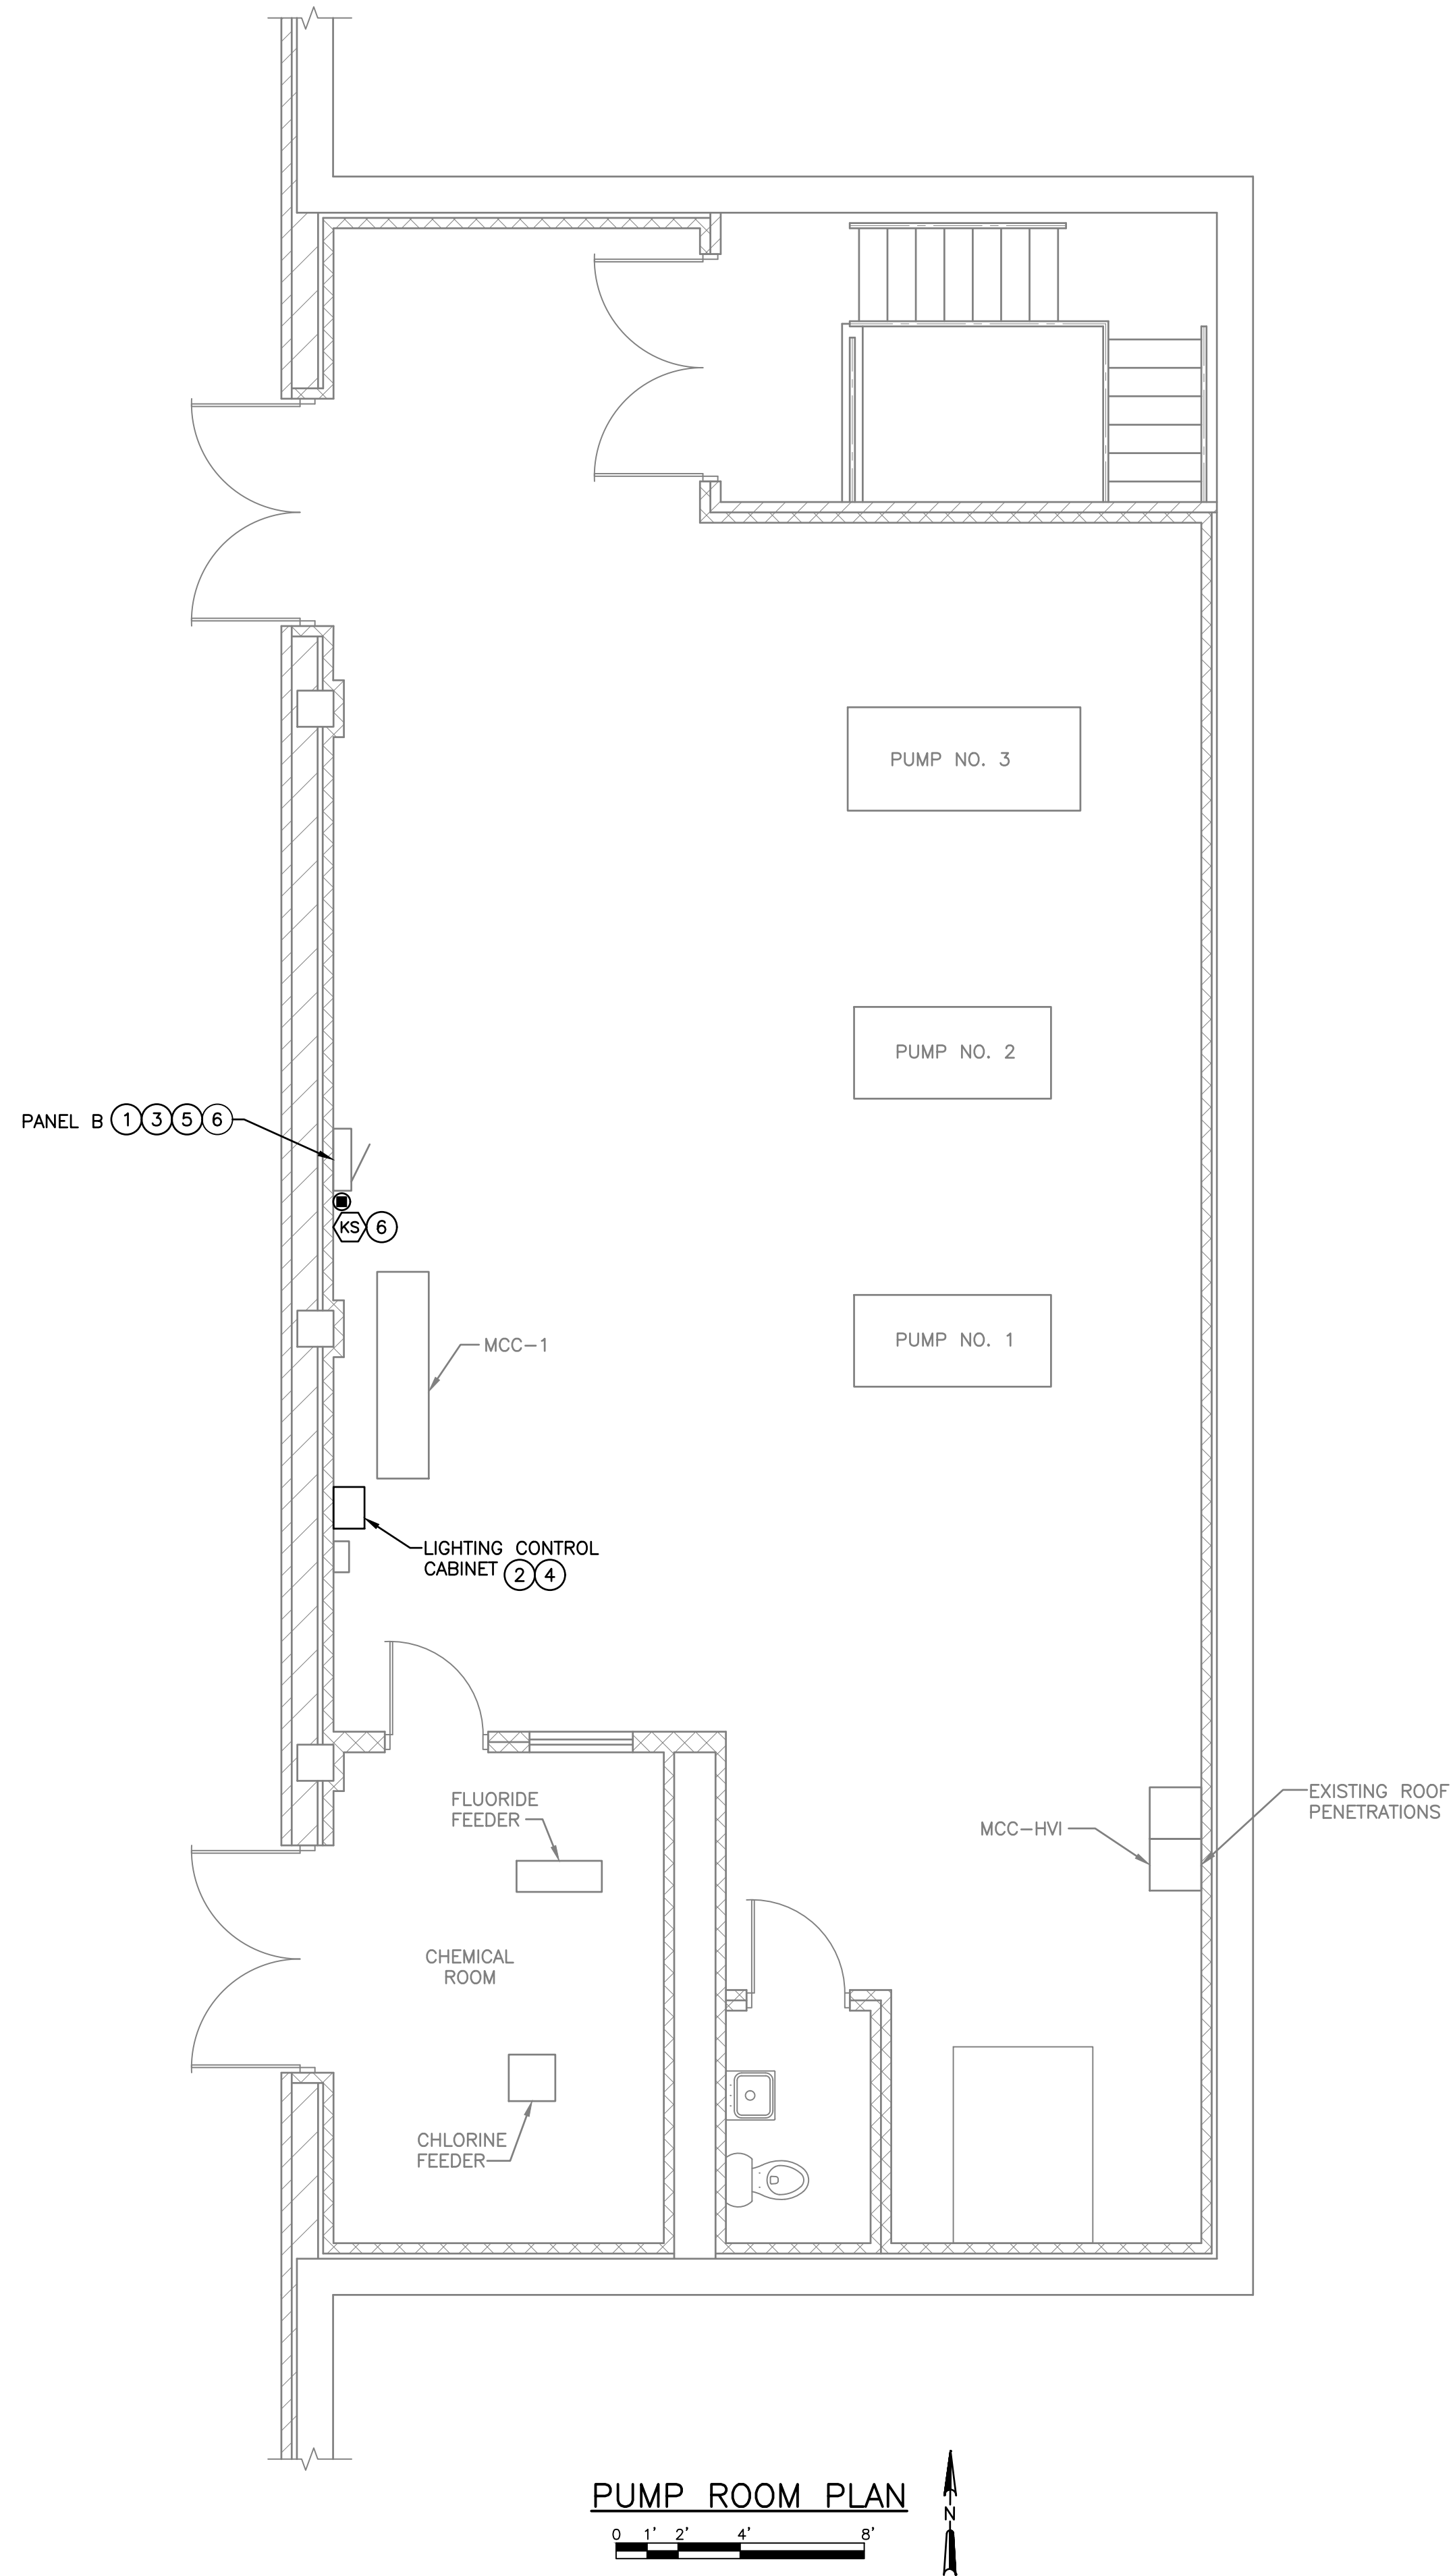 PUMP NO. 3
PUMP NO. 2
PANEL B 1 3 5 6
KS 6
PUMP NO. 1
MCC-1
LIGHTING CONTROL
CABINET 2 4
FLUORIDE
FEEDER
EXISTING ROOF
PENETRATIONS
MCC-HVI
CHEMICAL
ROOM
CHLORINE
FEEDER
PUMP ROOM PLAN
N
0 1' 2' 4' 8'